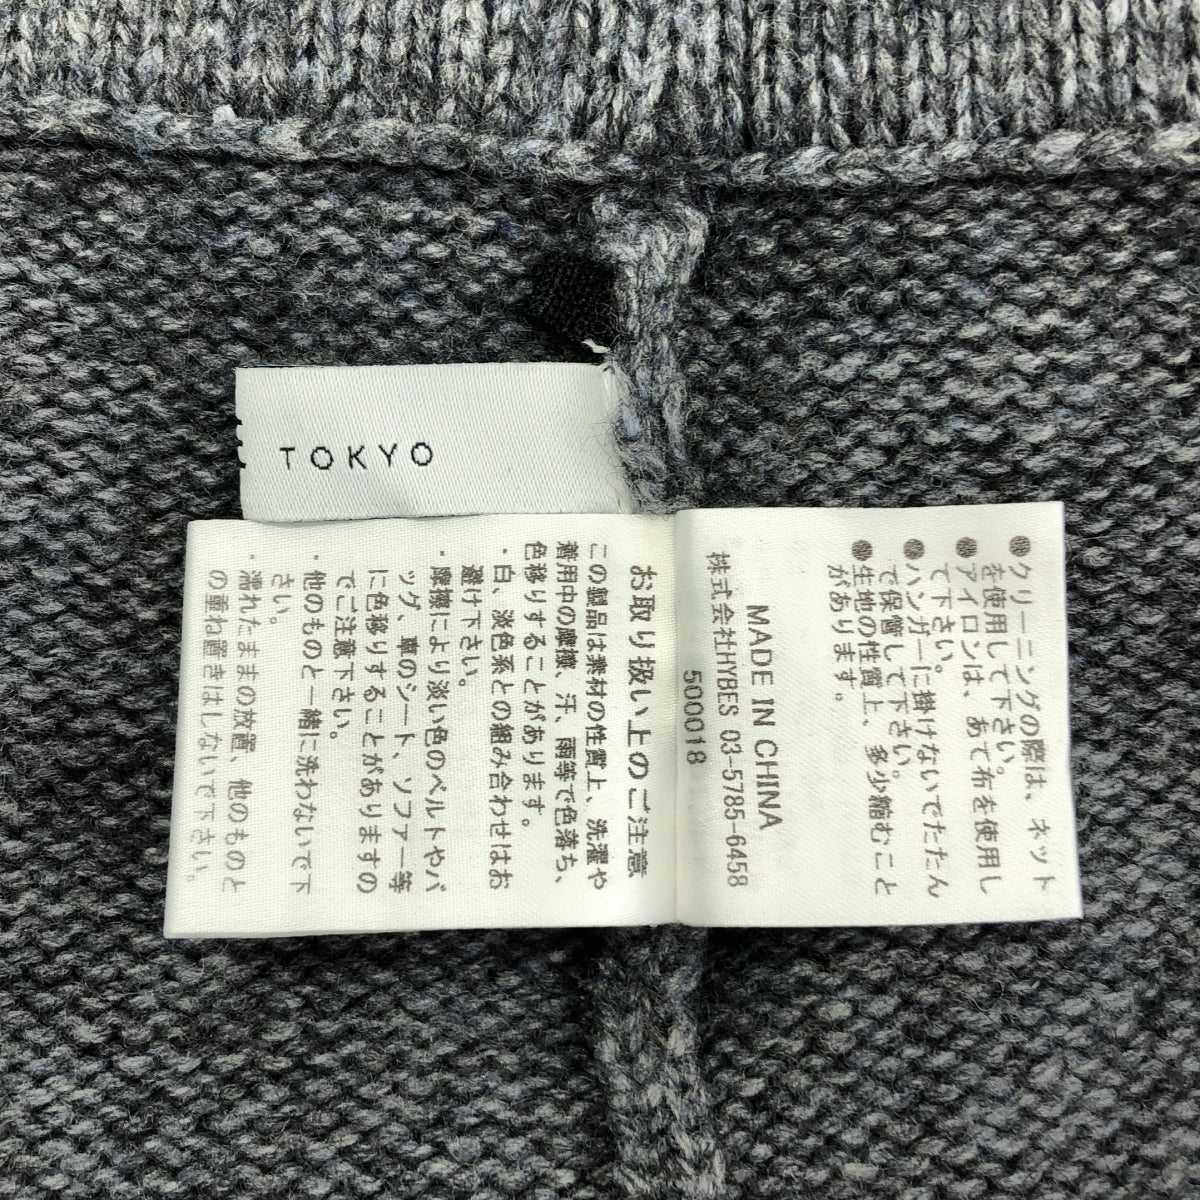 TOKYO
●クリーニングの際は、ネット
を使用して下さい。
●アイロンは、あて布を使用し
て下さい。
●ハンガーに掛けないでたたん
で保管して下さい。
●生地の性質上、多少縮むこと
があります。
MADE IN CHINA
株式会社HYBES 03-5785-6458
500018
お取り扱い上のご注意
この製品は素材の性質上、洗濯や
着用中の摩擦、汗、雨等で色落ち、
色移りすることがあります。
・白、淡色系との組み合わせはお
避け下さい。
・摩擦により淡い色のベルトやバ
ッグ、車のシート、ソファー等
に色移りすることがありますの
でご注意下さい。
・他のものと一緒に洗わないで下
さい。
・濡れたままの放置、他のものと
の重ね置きはしないで下さい。